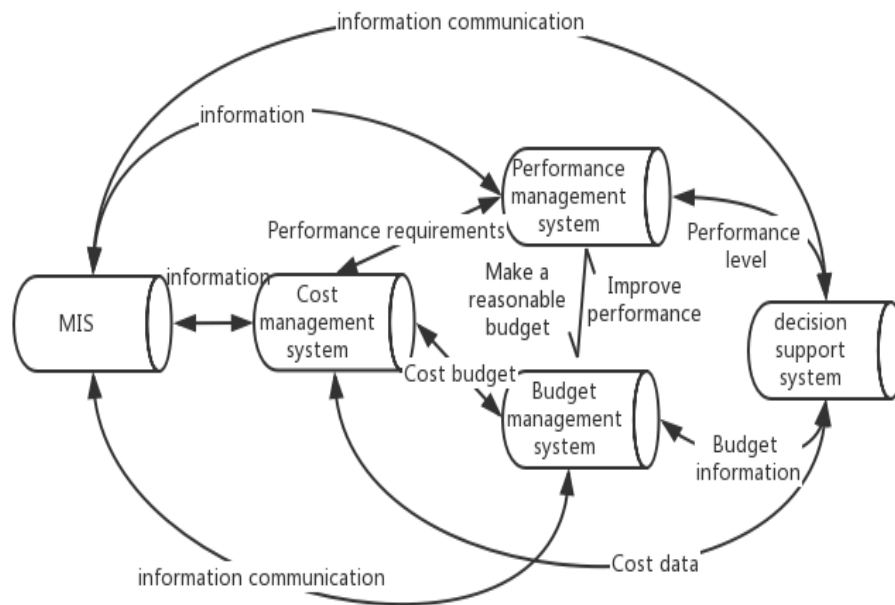 information communication
information
Performance
management
system
Performance requirements
Performance
level
information
Make a
reasonable
budget
Improve
performance
MIS
Cost
management
system
decision
support
system
Cost budget
Budget
management
system
Budget
information
Cost data
information communication